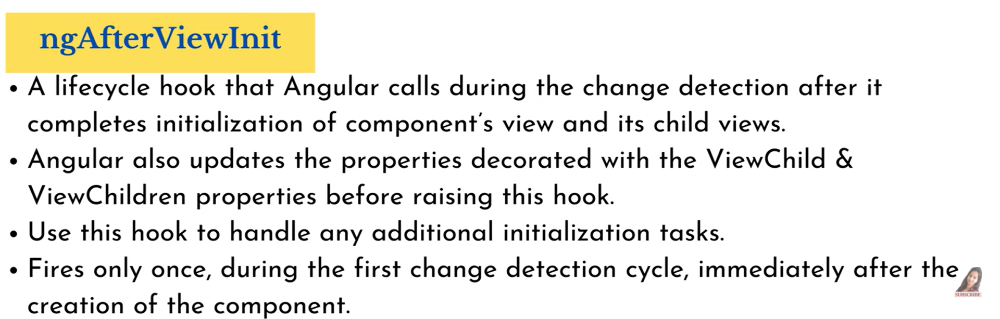 ngAfterViewInit
• A lifecycle hook that Angular calls during the change detection after it
completes initialization of component’s view and its child views.
• Angular also updates the properties decorated with the ViewChild &
ViewChildren properties before raising this hook.
• Use this hook to handle any additional initialization tasks.
• Fires only once, during the first change detection cycle, immediately after the
creation of the component.
SUBSCRIBE